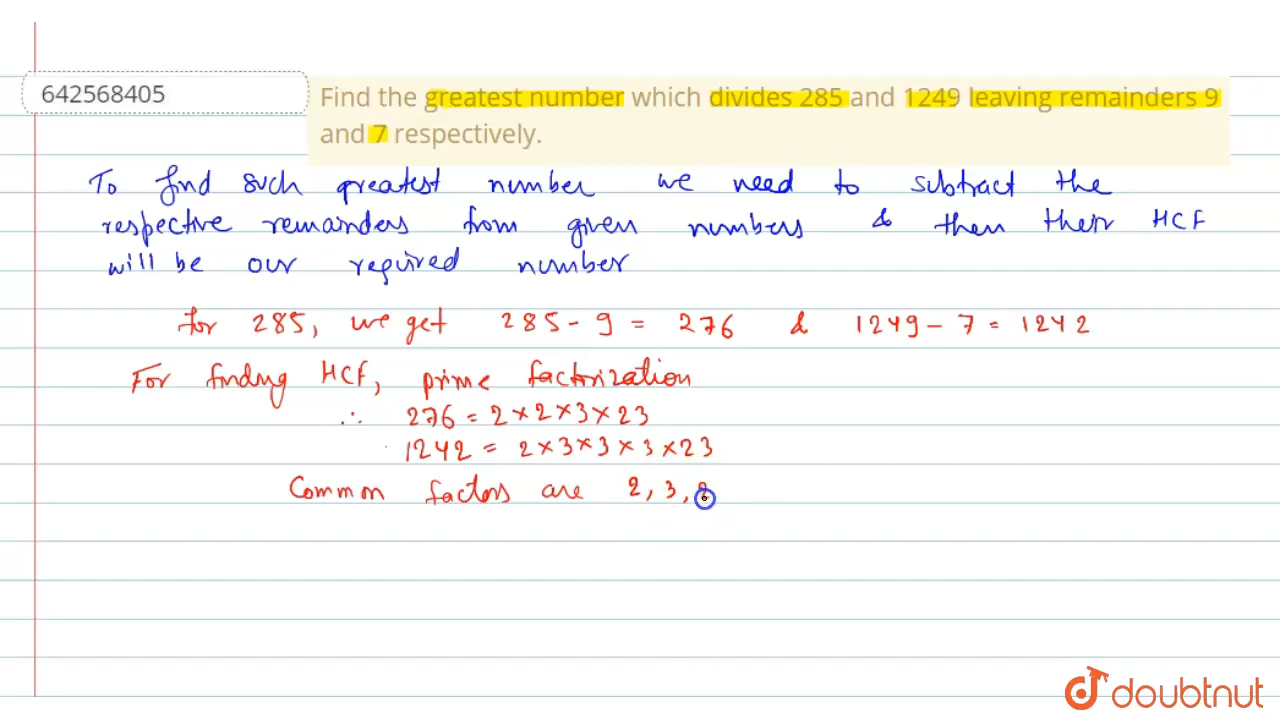 642568405
Find the greatest number which divides 285 and 1249 leaving remainders 9
and 7 respectively.
To find such greatest number we need to subtract the
respective remainders from given numbers & then their HCF
will be our required number
for 285, we get 285 - 9 = 276 & 1249 - 7 = 1242
For finding HCF, prime factorization
∴ 276 = 2 × 2 × 3 × 23
1242 = 2 × 3 × 3 × 3 × 23
Common factors are 2, 3,
doubtnut